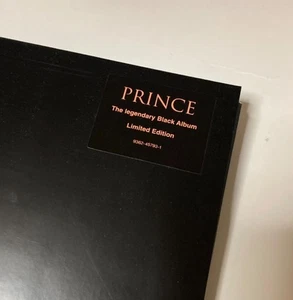 PRINCE
The legendary Black Album
Limited Edition
9362-45793-1